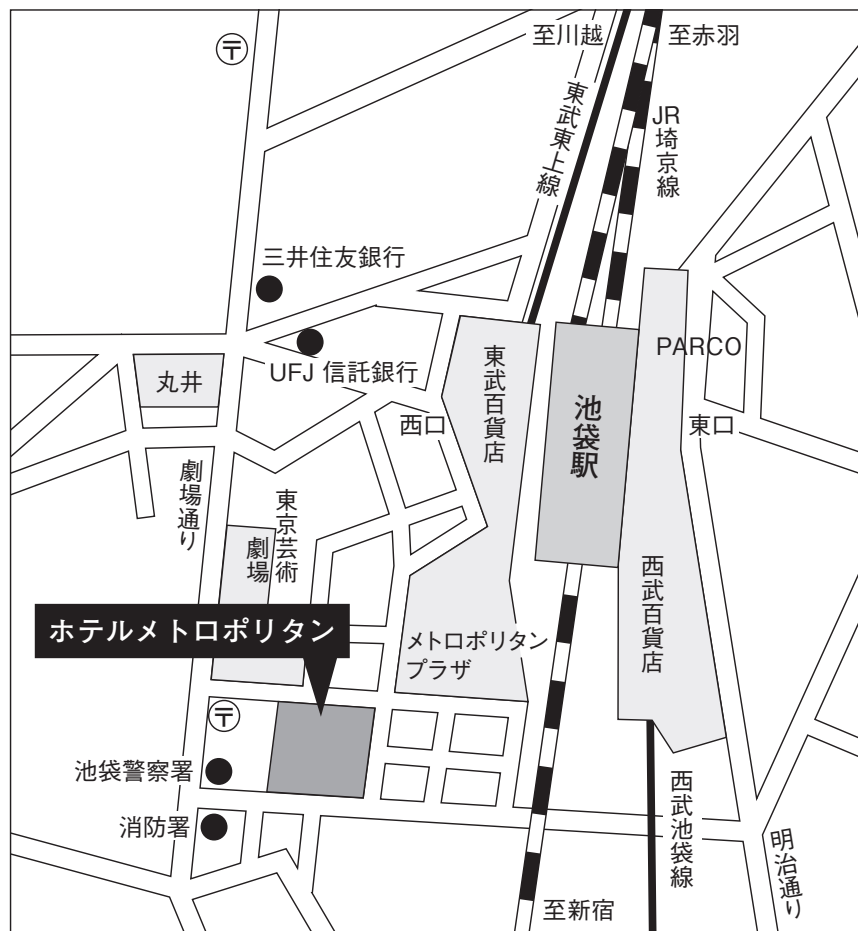 〒
至川越
至赤羽
東武東上線
JR埼京線
三井住友銀行
UFJ 信託銀行
丸井
西口
東武百貨店
池袋駅
PARCO
東口
劇場通り
東京芸術
劇場
ホテルメトロポリタン
メトロポリタン
プラザ
西武百貨店
〒
池袋警察署
消防署
西武池袋線
明治通り
至新宿